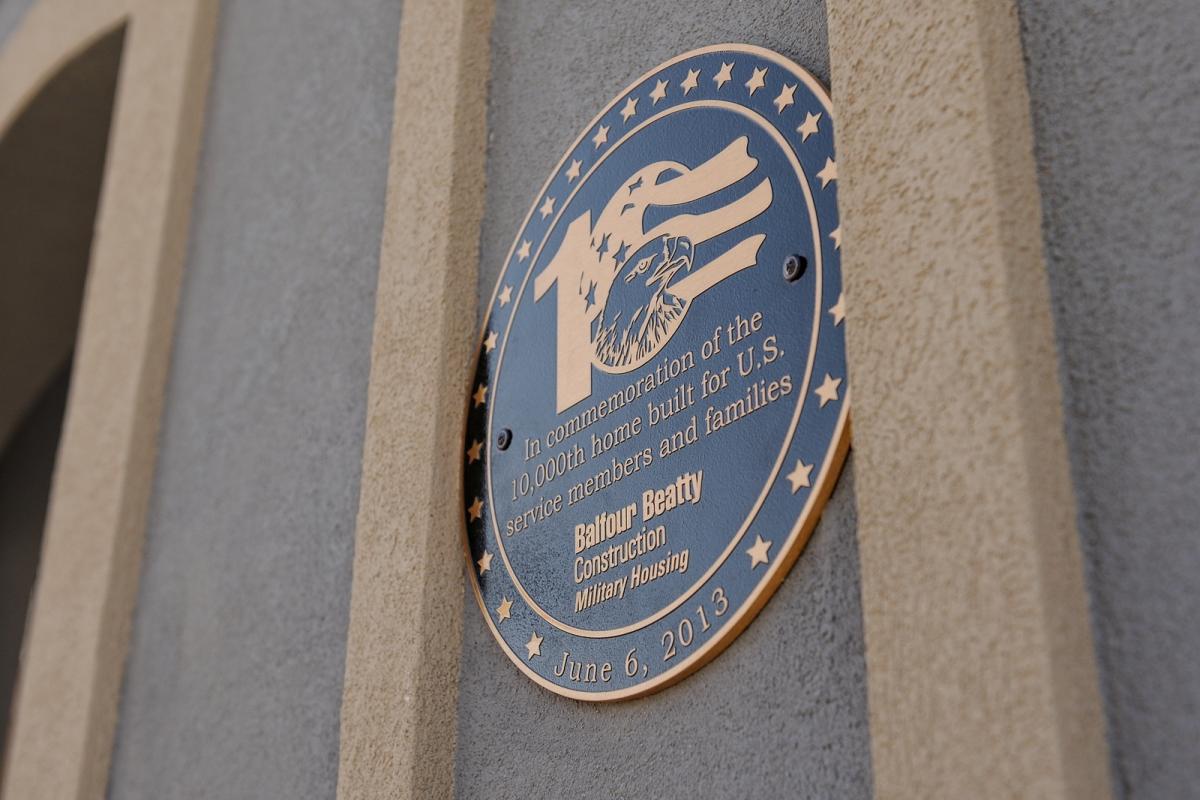 10
In commemoration of the
10,000th home built for U.S.
service members and families
Balfour Beatty
Construction
Military Housing
June 6, 2013